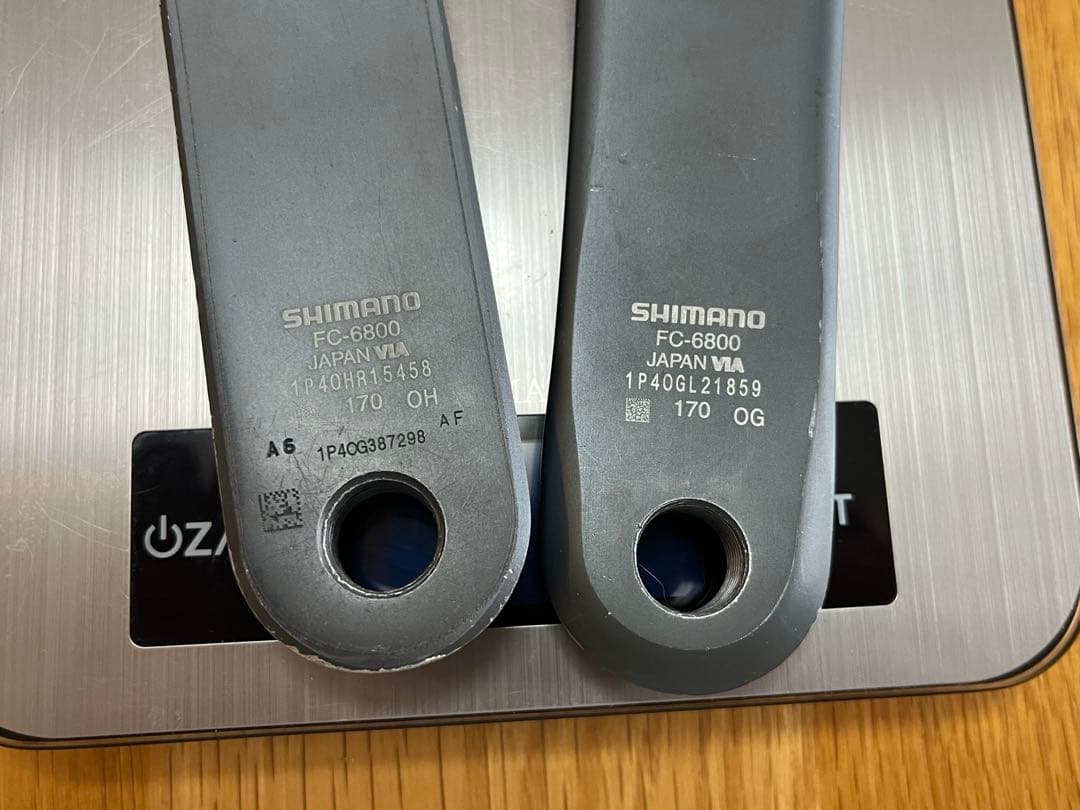 SHIMANO
FC-6800
JAPAN VIA
1P40HR15458
170 OH
A6 1P40G387298 AF
SHIMANO
FC-6800
JAPAN VIA
1P40GL21859
170 OG
T